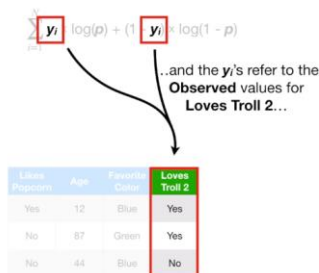 yᵢ × log(p) + (1 - yᵢ) × log(1 - p)
...and the yᵢ's refer to the
Observed values for
Loves Troll 2...
Likes Popcorn Age Favorite Color Loves Troll 2
Yes 12 Blue Yes
No 87 Green Yes
No 44 Blue No